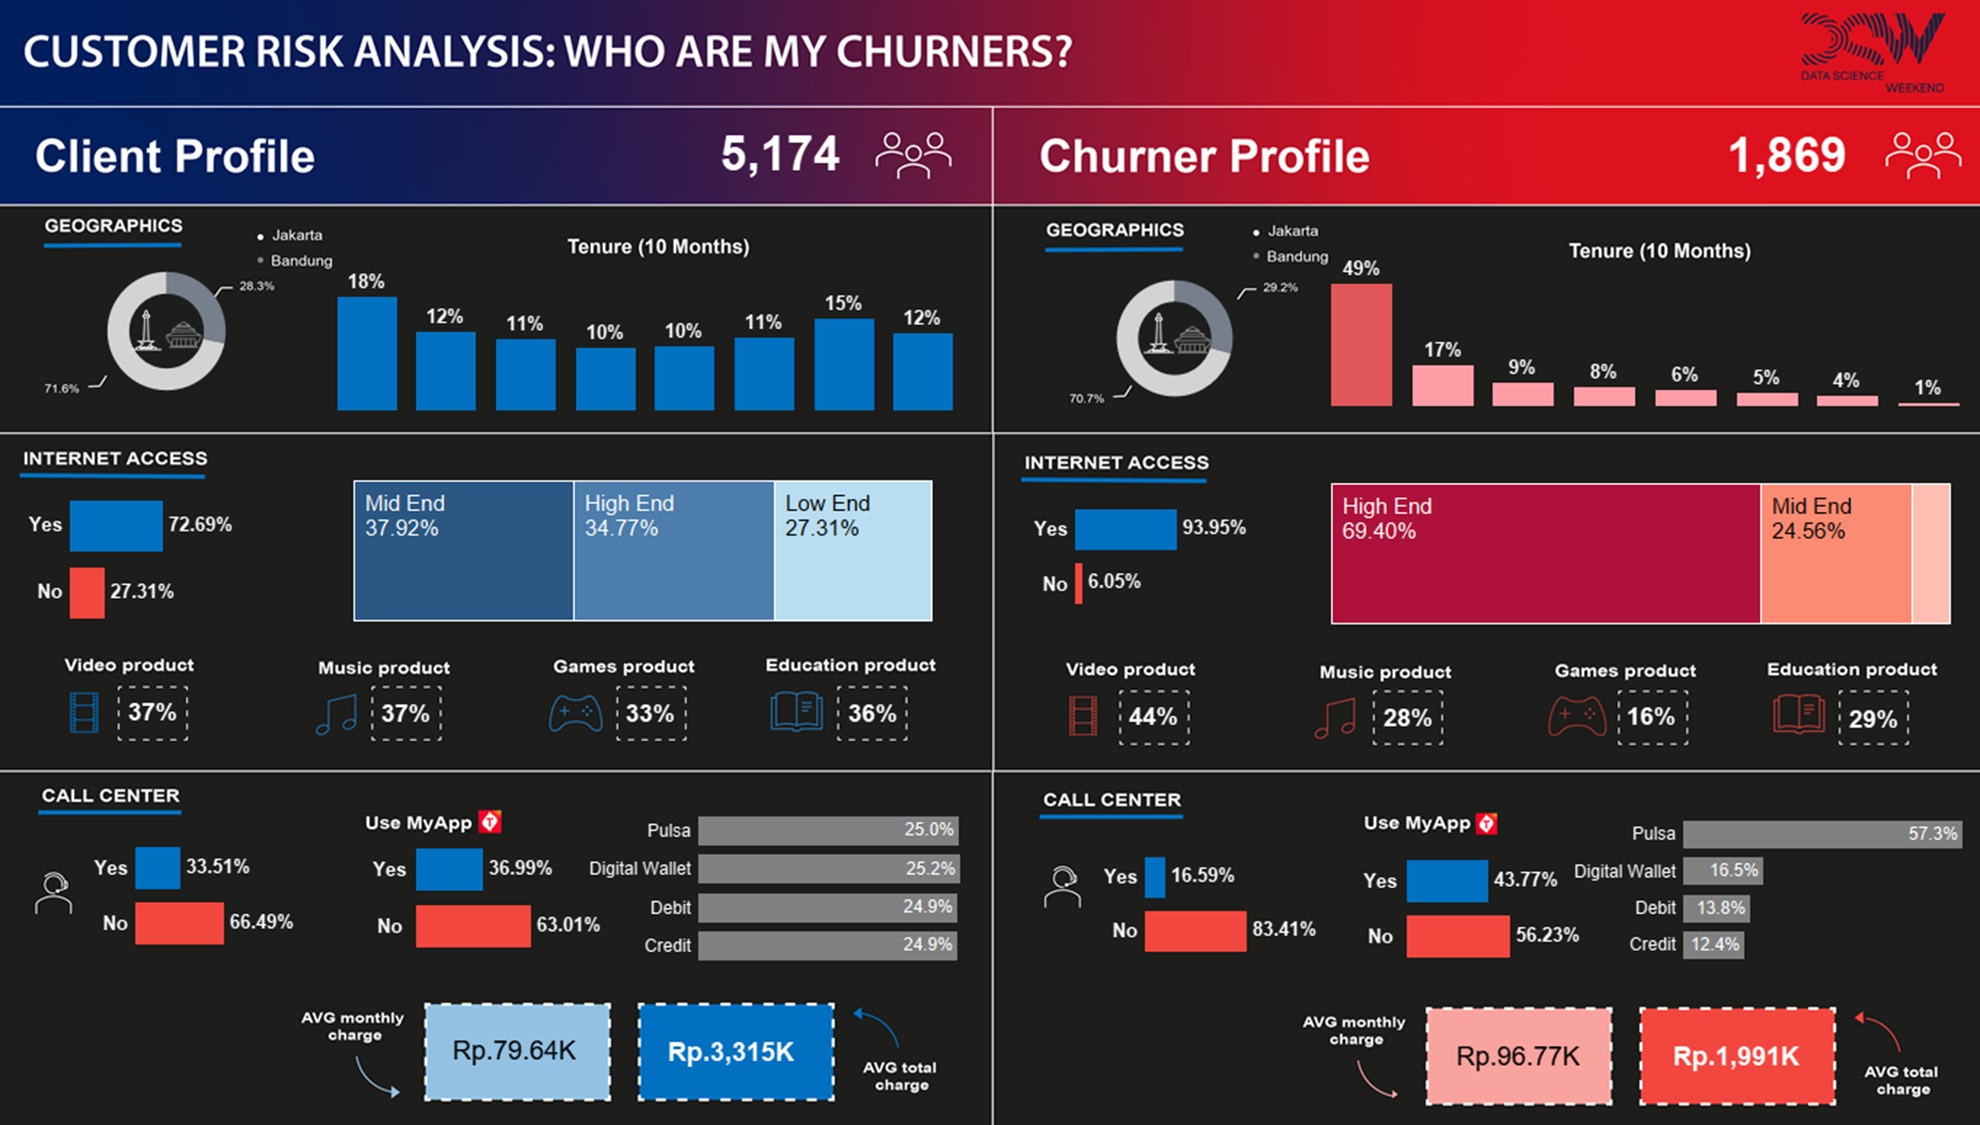 CUSTOMER RISK ANALYSIS: WHO ARE MY CHURNERS?
DSW
DATA SCIENCE
WEEKEND
Client Profile
5,174
GEOGRAPHICS
Jakarta
Bandung
28.3%
71.6%
Tenure (10 Months)
18%
12%
11%
10%
10%
11%
15%
12%
INTERNET ACCESS
Yes
72.69%
No
27.31%
Mid End
37.92%
High End
34.77%
Low End
27.31%
Video product
37%
Music product
37%
Games product
33%
Education product
36%
CALL CENTER
Yes
33.51%
No
66.49%
Use MyApp
T
Yes
36.99%
No
63.01%
Pulsa
25.0%
Digital Wallet
25.2%
Debit
24.9%
Credit
24.9%
AVG monthly
charge
Rp.79.64K
Rp.3,315K
AVG total
charge
Churner Profile
1,869
GEOGRAPHICS
Jakarta
Bandung
29.2%
70.7%
Tenure (10 Months)
49%
17%
9%
8%
6%
5%
4%
1%
INTERNET ACCESS
Yes
93.95%
No
6.05%
High End
69.40%
Mid End
24.56%
Video product
44%
Music product
28%
Games product
16%
Education product
29%
CALL CENTER
Yes
16.59%
No
83.41%
Use MyApp
T
Yes
43.77%
No
56.23%
Pulsa
57.3%
Digital Wallet
16.5%
Debit
13.8%
Credit
12.4%
AVG monthly
charge
Rp.96.77K
Rp.1,991K
AVG total
charge